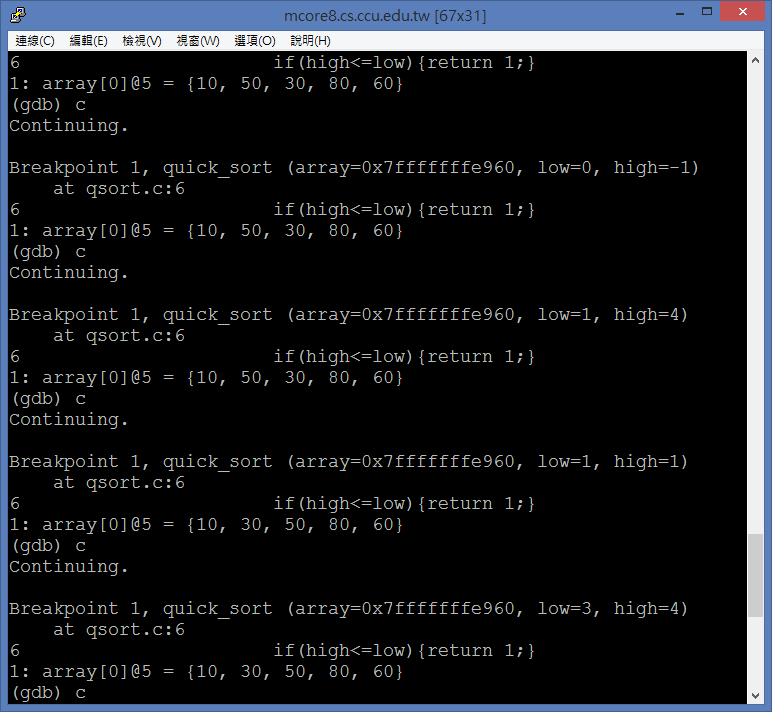 mcore8.cs.ccu.edu.tw [67x31]
連線(C) 編輯(E) 檢視(V) 視窗(W) 選項(O) 說明(H)
6                       if(high<=low){return 1;}
1: array[0]@5 = {10, 50, 30, 80, 60}
(gdb) c
Continuing.

Breakpoint 1, quick_sort (array=0x7fffffffe960, low=0, high=-1)
    at qsort.c:6
6                       if(high<=low){return 1;}
1: array[0]@5 = {10, 50, 30, 80, 60}
(gdb) c
Continuing.

Breakpoint 1, quick_sort (array=0x7fffffffe960, low=1, high=4)
    at qsort.c:6
6                       if(high<=low){return 1;}
1: array[0]@5 = {10, 50, 30, 80, 60}
(gdb) c
Continuing.

Breakpoint 1, quick_sort (array=0x7fffffffe960, low=1, high=1)
    at qsort.c:6
6                       if(high<=low){return 1;}
1: array[0]@5 = {10, 30, 50, 80, 60}
(gdb) c
Continuing.

Breakpoint 1, quick_sort (array=0x7fffffffe960, low=3, high=4)
    at qsort.c:6
6                       if(high<=low){return 1;}
1: array[0]@5 = {10, 30, 50, 80, 60}
(gdb) c